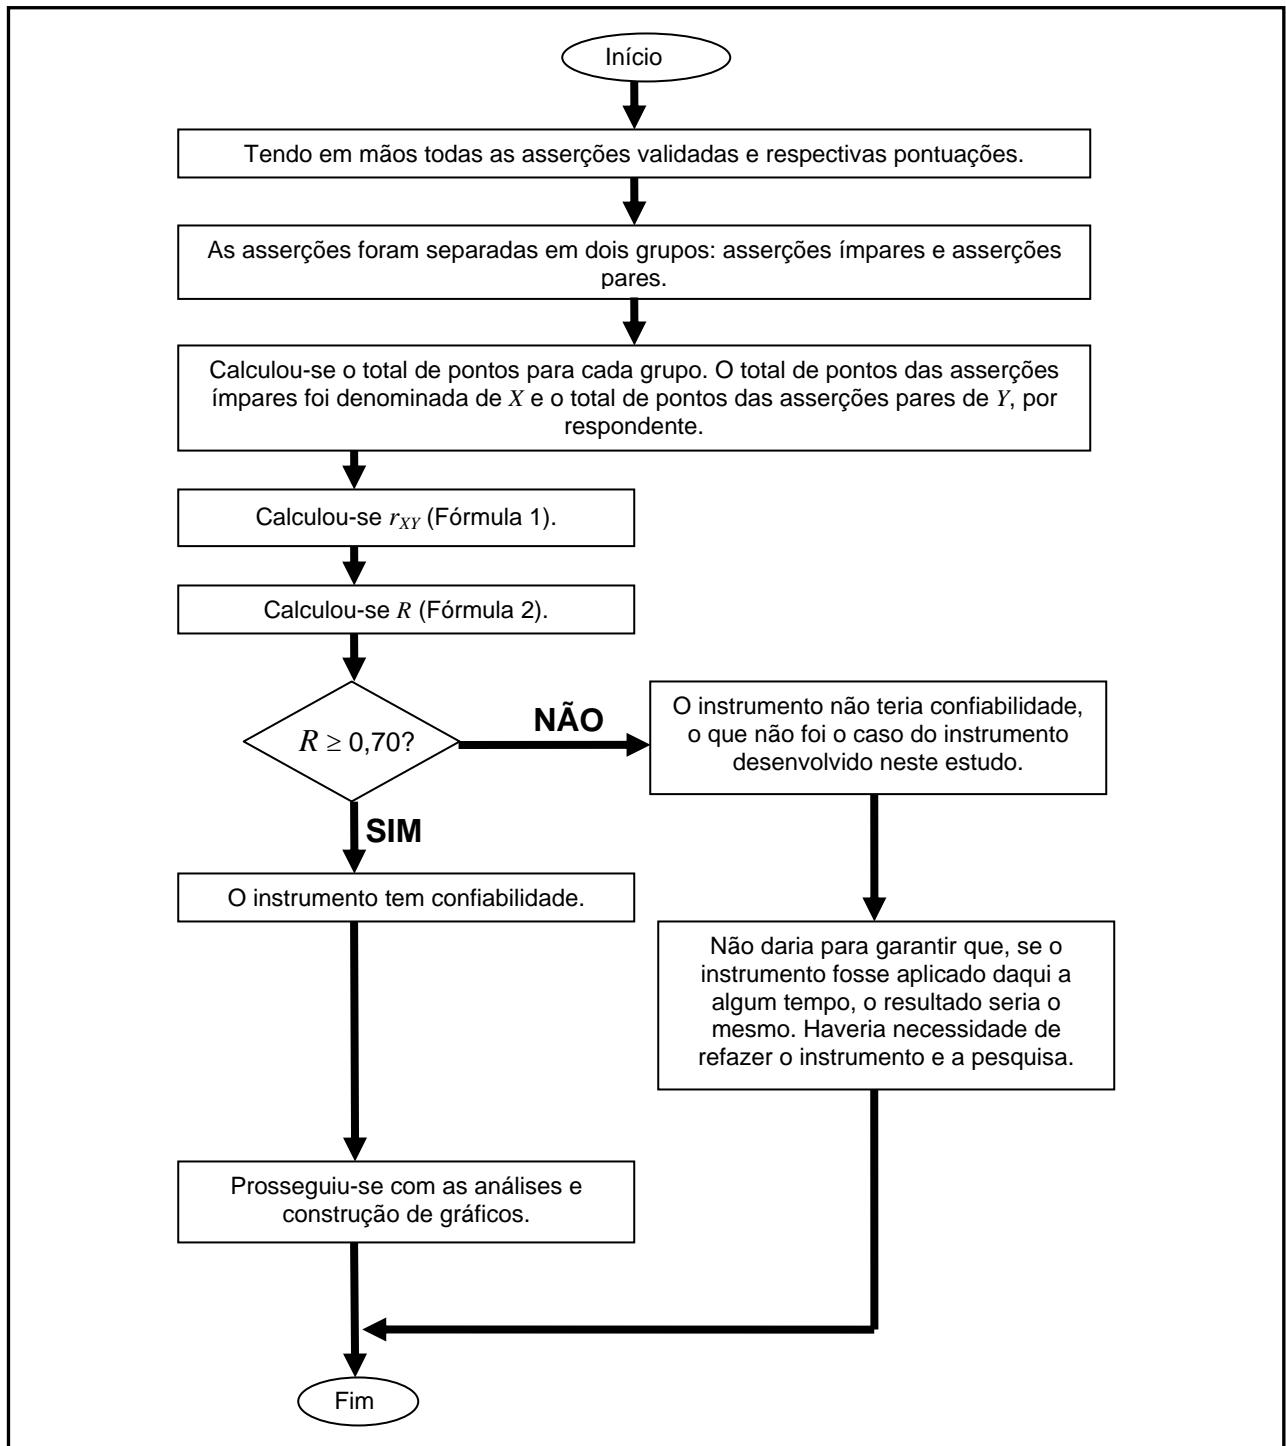 Início
Tendo em mãos todas as asserções validadas e respectivas pontuações.
As asserções foram separadas em dois grupos: asserções ímpares e asserções
pares.
Calculou-se o total de pontos para cada grupo. O total de pontos das asserções
ímpares foi denominada de X e o total de pontos das asserções pares de Y, por
respondente.
Calculou-se rXY (Fórmula 1).
Calculou-se R (Fórmula 2).
R ≥ 0,70?
NÃO
O instrumento não teria confiabilidade,
o que não foi o caso do instrumento
desenvolvido neste estudo.
SIM
O instrumento tem confiabilidade.
Não daria para garantir que, se o
instrumento fosse aplicado daqui a
algum tempo, o resultado seria o
mesmo. Haveria necessidade de
refazer o instrumento e a pesquisa.
Prosseguiu-se com as análises e
construção de gráficos.
Fim